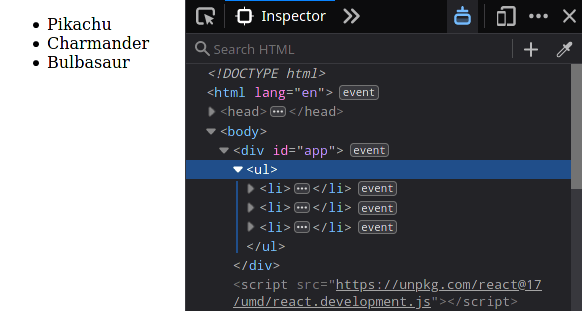 Pikachu
Charmander
Bulbasaur
Inspector
Search HTML
<!DOCTYPE html>
<html lang="en"> event
<head> ••• </head>
<body>
<div id="app"> event
<ul>
<li> ••• </li> event
<li> ••• </li> event
<li> ••• </li> event
</ul>
</div>
<script src="https://unpkg.com/react@17
/umd/react.development.js"></script>